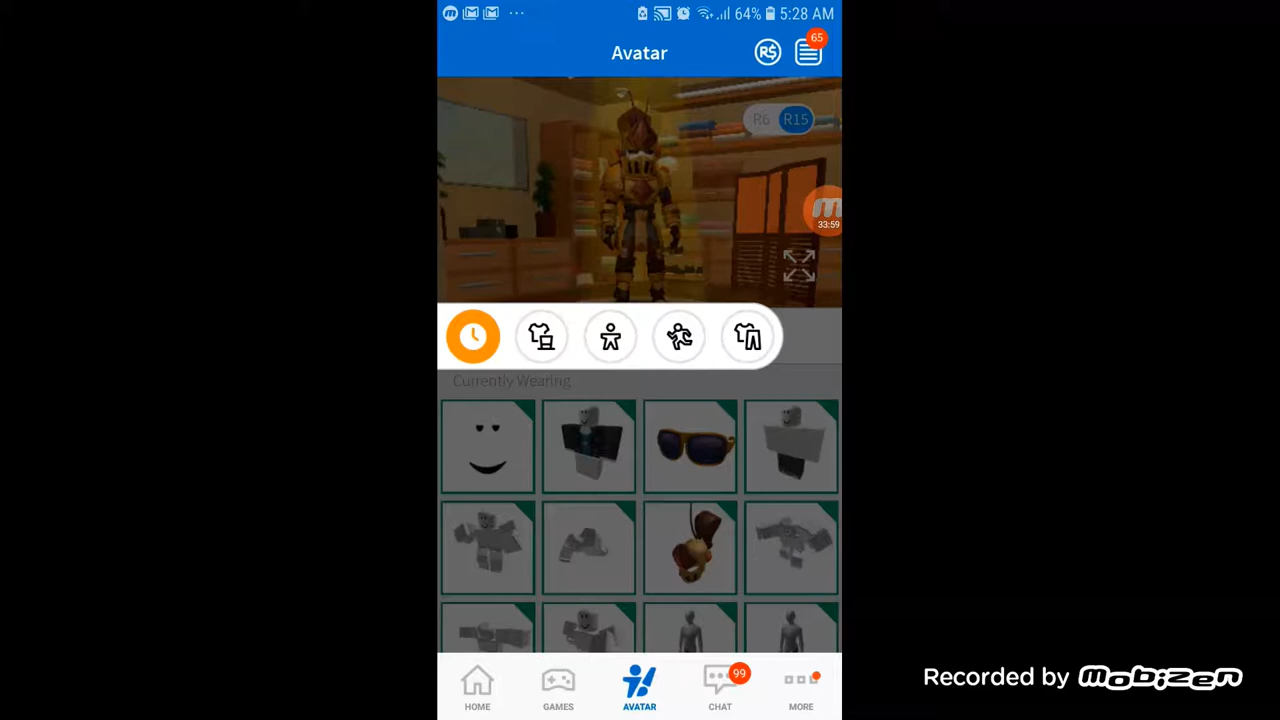 64% 5:28 AM
Avatar
R$
65
R6 R15
33:59
Currently Wearing
99
HOME GAMES AVATAR CHAT MORE
Recorded by mobizen